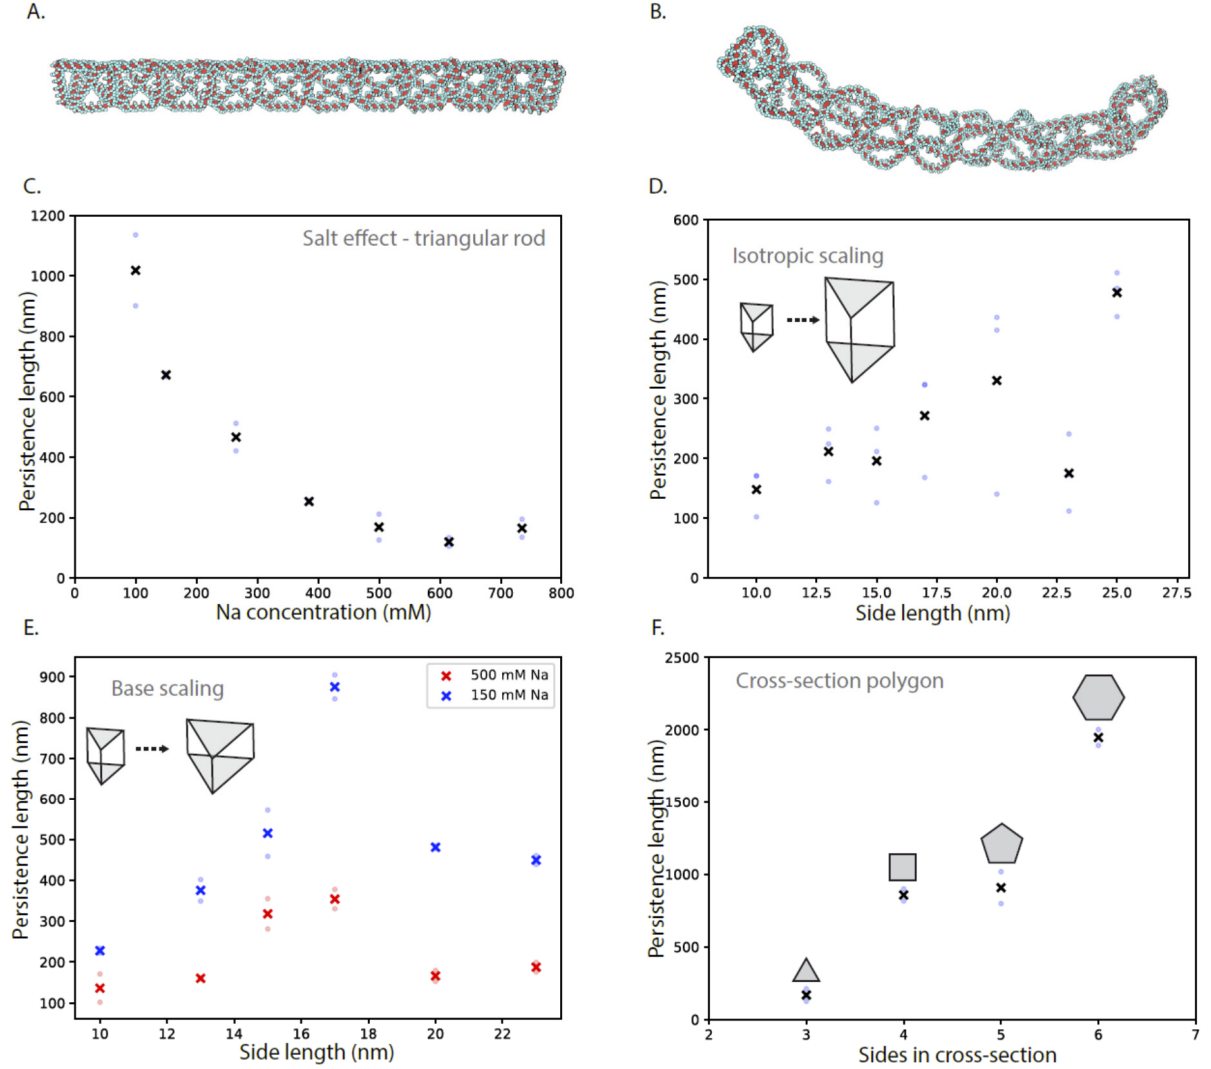 A.
B.
C.
Salt effect - triangular rod
Persistence length (nm)
1200
1000
800
600
400
200
0
0 100 200 300 400 500 600 700 800
Na concentration (mM)
D.
Isotropic scaling
Persistence length (nm)
600
500
400
300
200
100
0
10.0 12.5 15.0 17.5 20.0 22.5 25.0 27.5
Side length (nm)
E.
Base scaling
500 mM Na
150 mM Na
Persistence length (nm)
900
800
700
600
500
400
300
200
100
10 12 14 16 18 20 22
Side length (nm)
F.
Cross-section polygon
Persistence length (nm)
2500
2000
1500
1000
500
0
2 3 4 5 6 7
Sides in cross-section